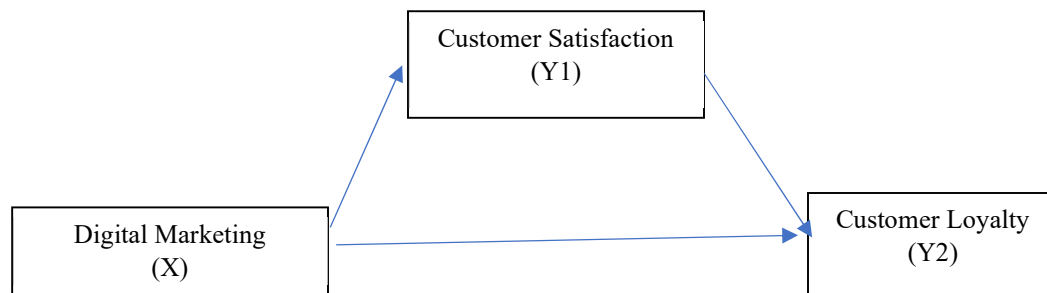 Customer Satisfaction
(Y1)
Digital Marketing
(X)
Customer Loyalty
(Y2)